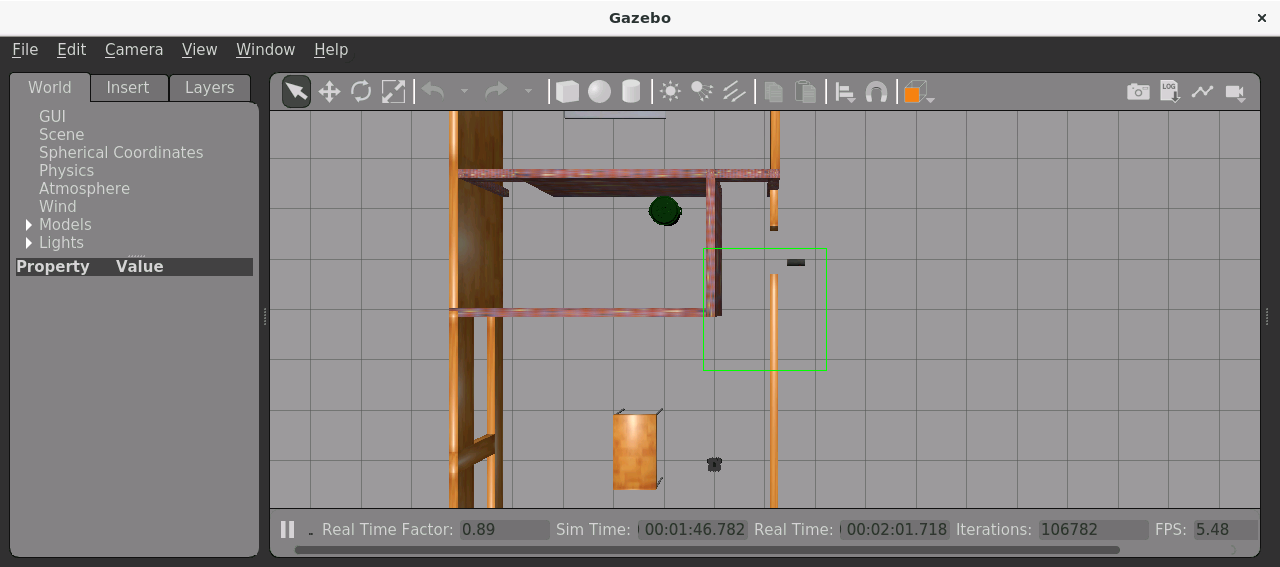 Gazebo
×
File Edit Camera View Window Help
World Insert Layers
LOG
GUI
Scene
Spherical Coordinates
Physics
Atmosphere
Wind
Models
Lights
Property Value
Real Time Factor: 0.89 Sim Time: 00:01:46.782 Real Time: 00:02:01.718 Iterations: 106782 FPS: 5.48